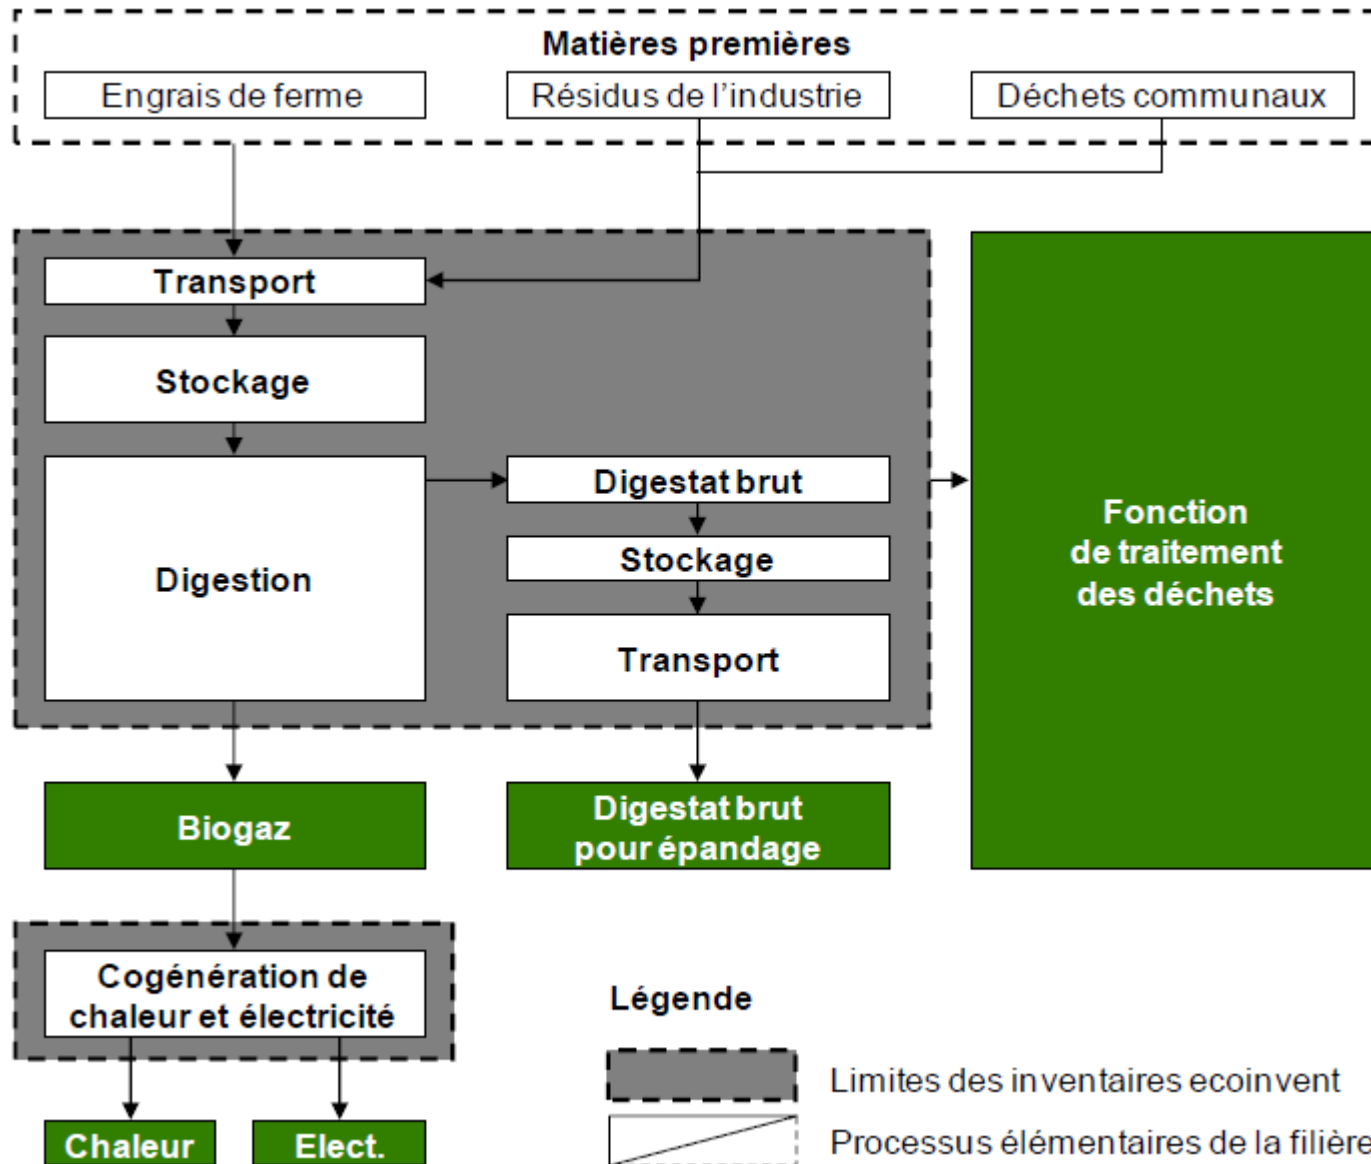 Matières premières
Engrais de ferme
Résidus de l'industrie
Déchets communaux
Transport
Stockage
Digestion
Digestat brut
Stockage
Transport
Fonction
de traitement
des déchets
Biogaz
Digestat brut
pour épandage
Cogénération de
chaleur et électricité
Chaleur
Elect.
Légende
Limites des inventaires ecoinvent
Processus élémentaires de la filière